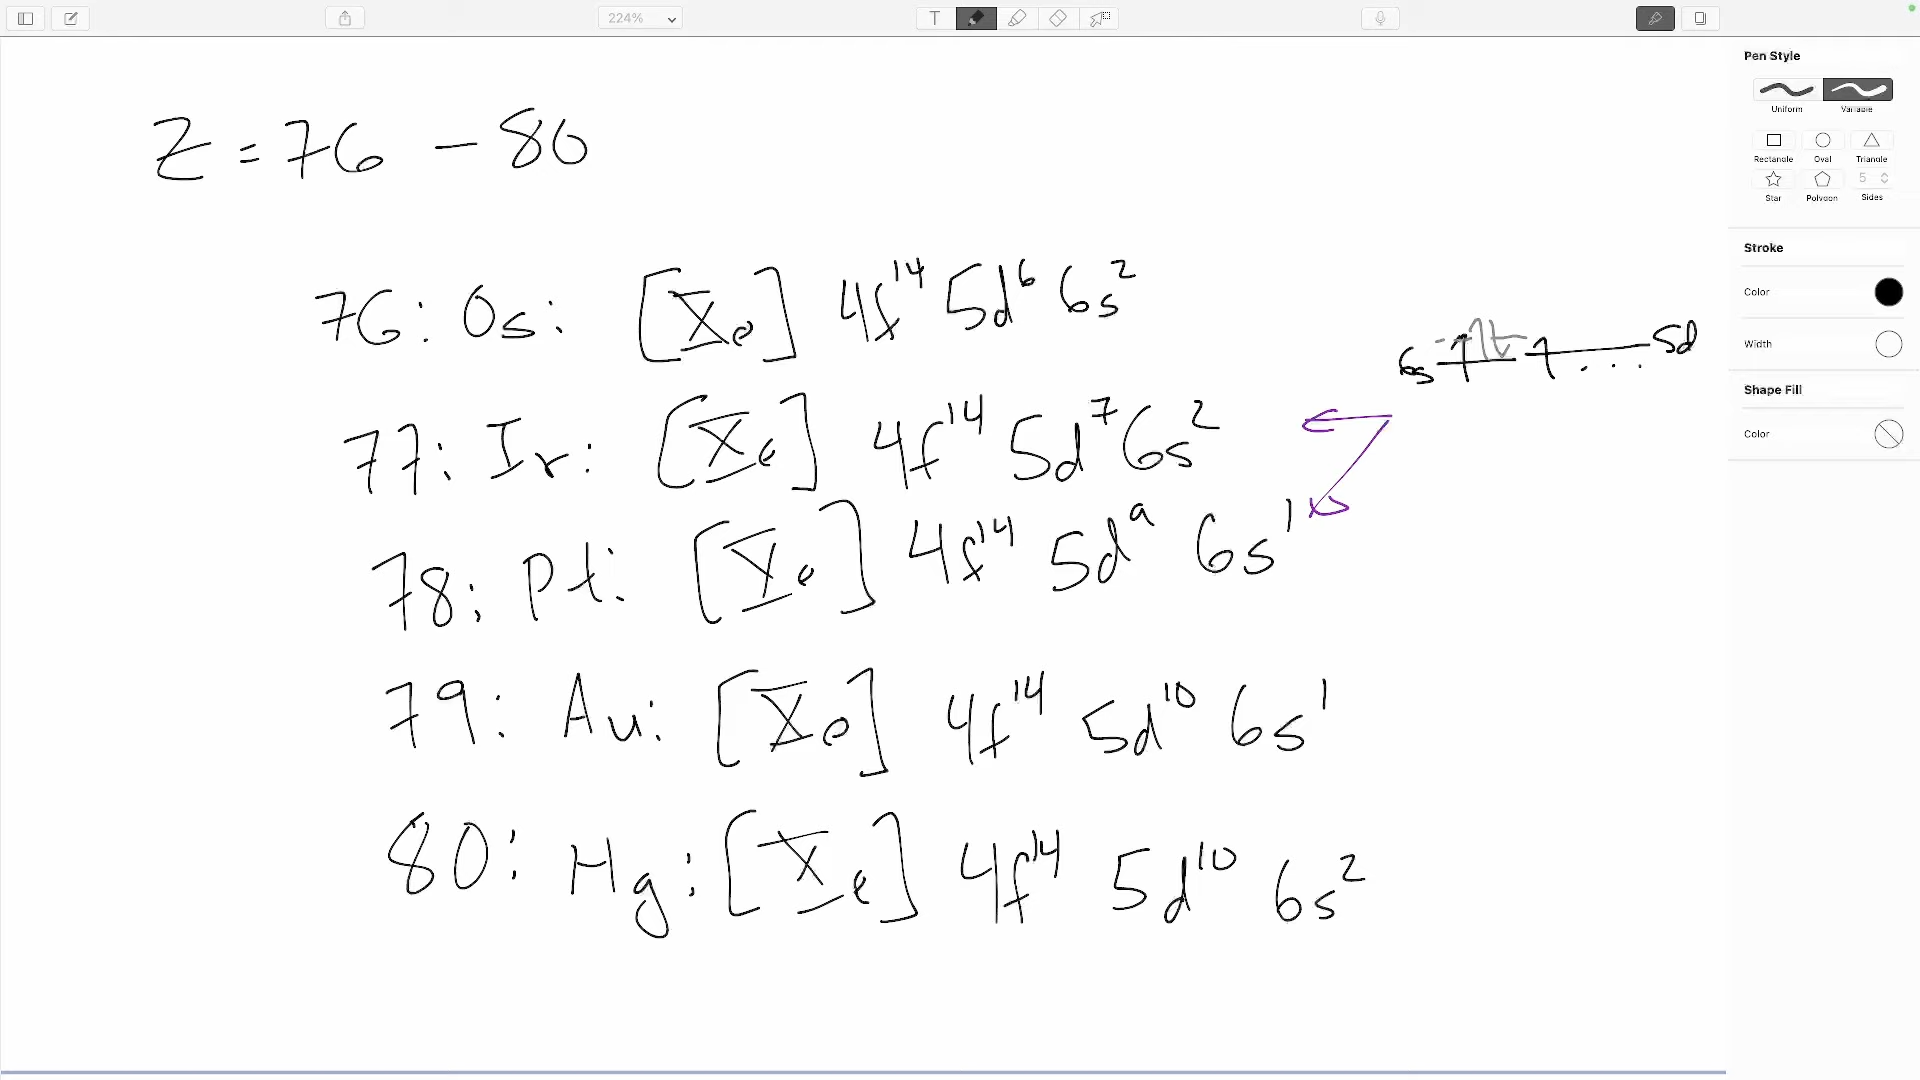 224%
T
Pen Style
Uniform
Variable
Rectangle
Oval
Triangle
Star
Polygon
5
Sides
Stroke
Color
Width
Shape Fill
Color
Z = 76 - 80
76: Os: [Xe] 4f¹⁴ 5d⁶ 6s²
6s 5d
77: Ir: [Xe] 4f¹⁴ 5d⁷ 6s²
78: Pt: [Xe] 4f¹⁴ 5d⁹ 6s¹
79: Au: [Xe] 4f¹⁴ 5d¹⁰ 6s¹
80: Hg: [Xe] 4f¹⁴ 5d¹⁰ 6s²